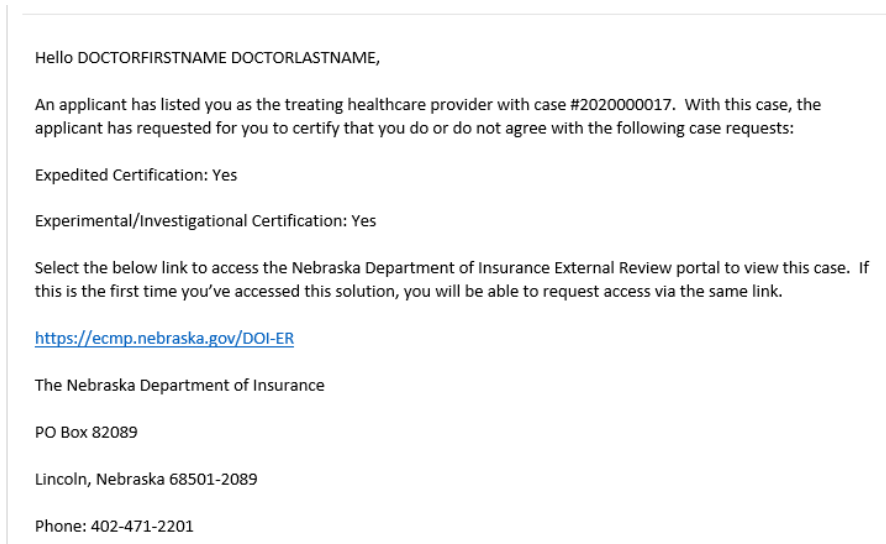 Hello DOCTORFIRSTNAME DOCTORLASTNAME,
An applicant has listed you as the treating healthcare provider with case #2020000017.  With this case, the
applicant has requested for you to certify that you do or do not agree with the following case requests:
Expedited Certification: Yes
Experimental/Investigational Certification: Yes
Select the below link to access the Nebraska Department of Insurance External Review portal to view this case.  If
this is the first time you've accessed this solution, you will be able to request access via the same link.
https://ecmp.nebraska.gov/DOI-ER
The Nebraska Department of Insurance
PO Box 82089
Lincoln, Nebraska 68501-2089
Phone: 402-471-2201